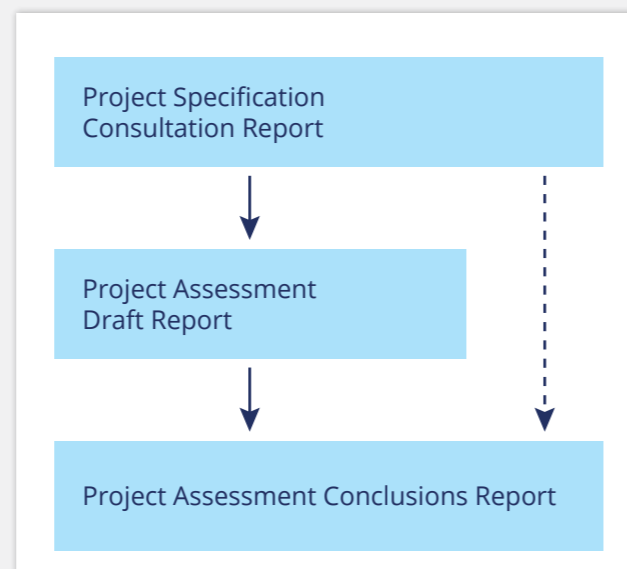 Project Specification
Consultation Report
Project Assessment
Draft Report
Project Assessment Conclusions Report